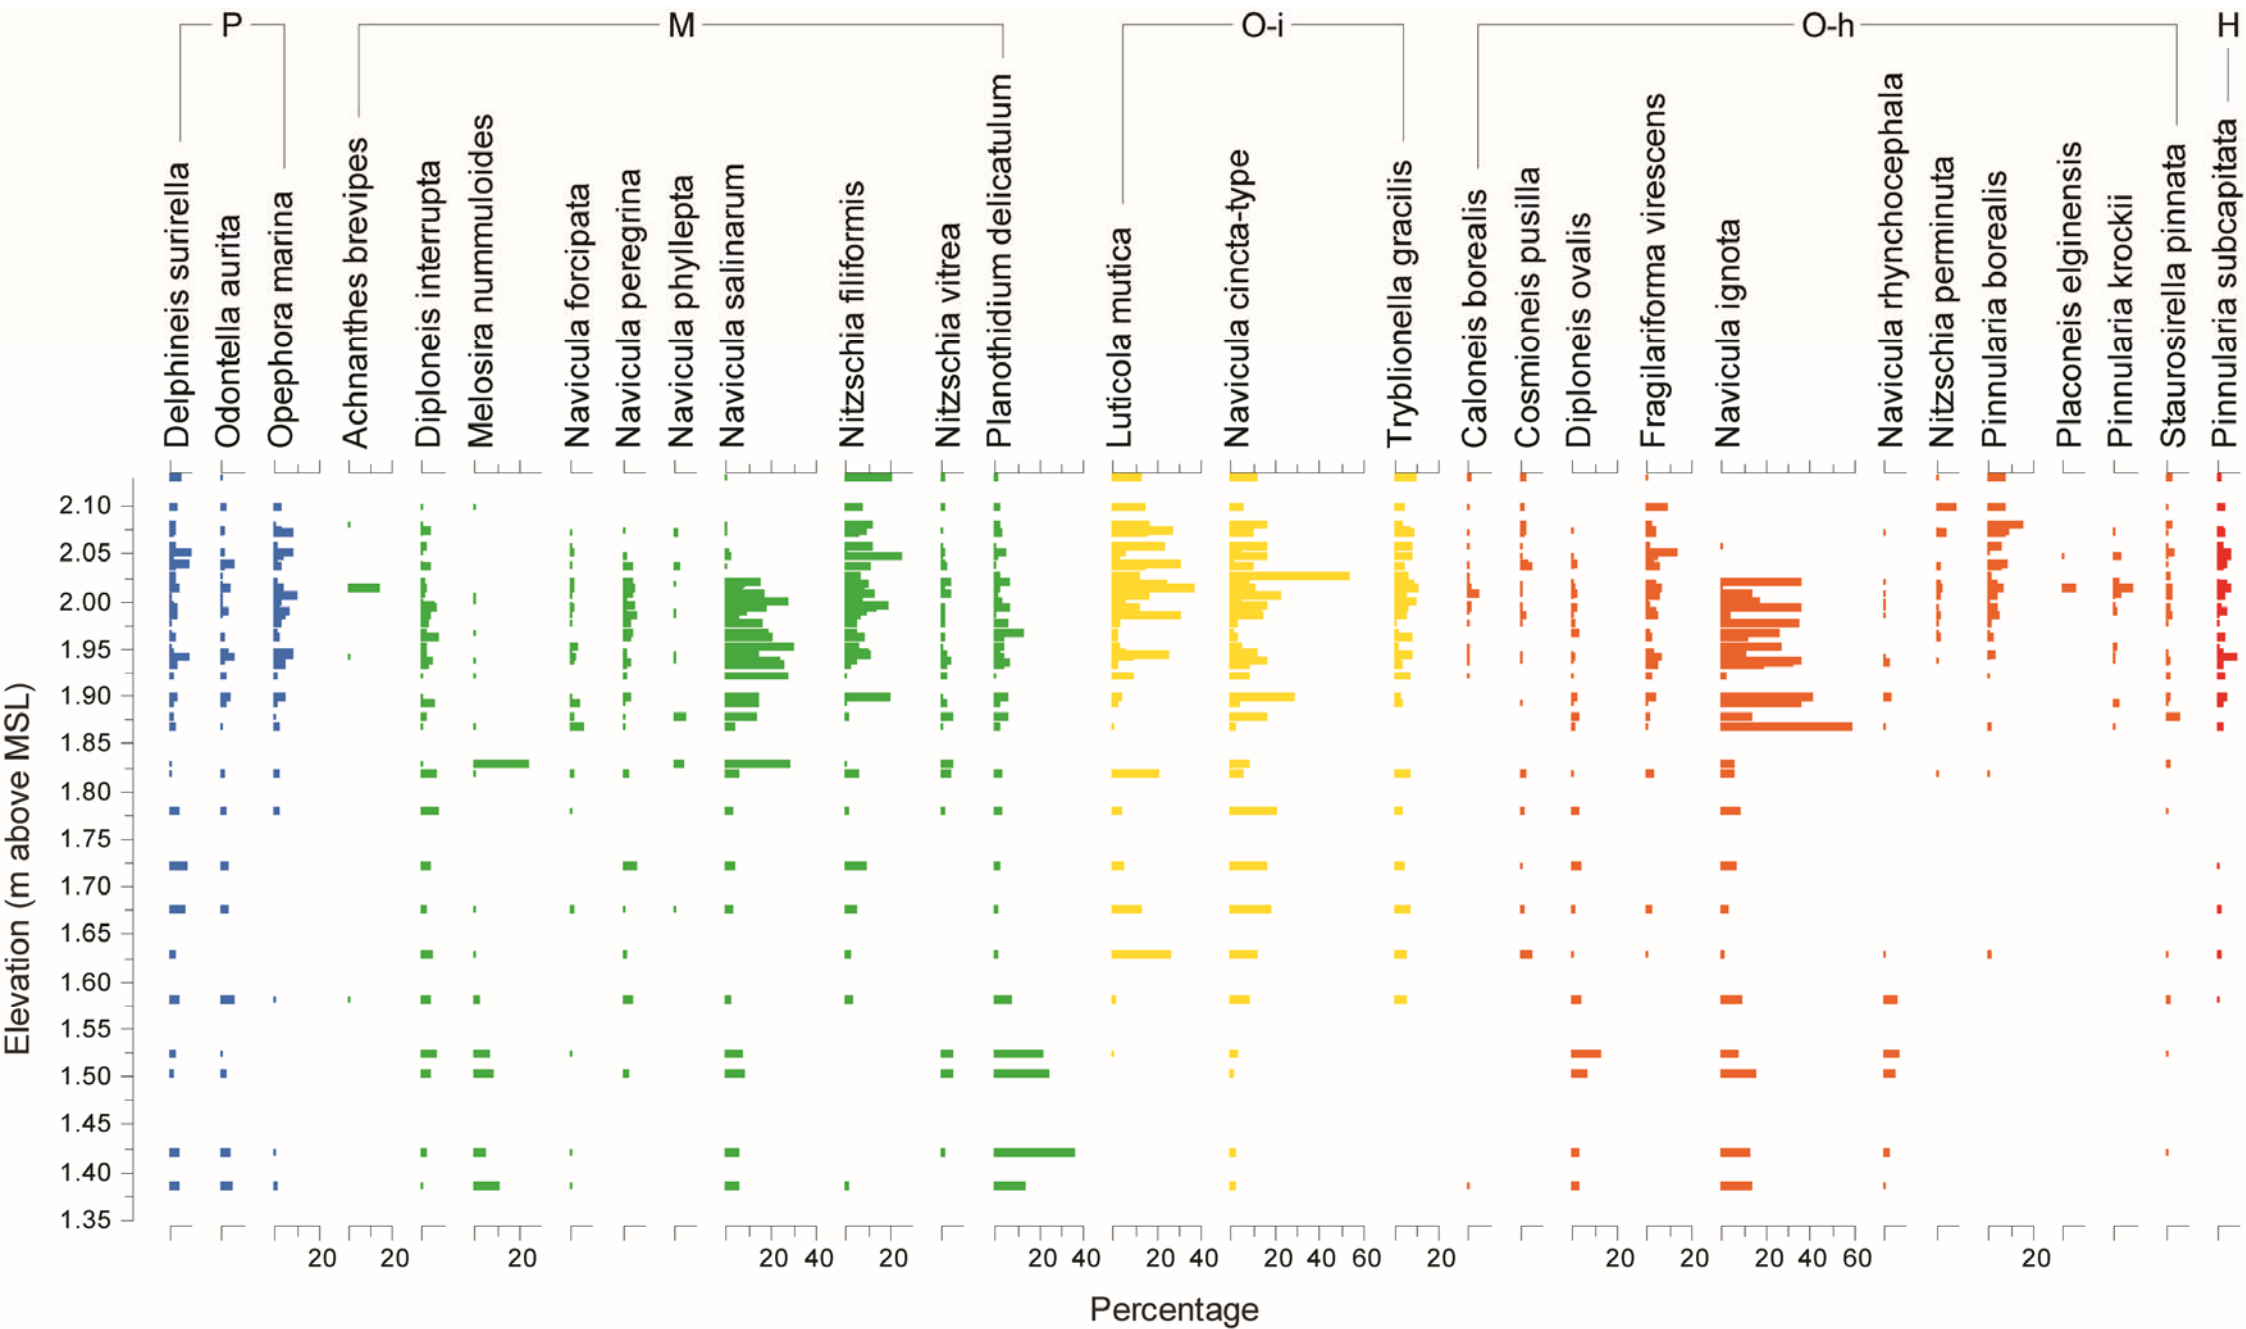 P M O-i O-h H
Delphineis surirella
Odontella aurita
Opephora marina
Achnanthes brevipes
Diploneis interrupta
Melosira nummuloides
Navicula forcipata
Navicula peregrina
Navicula phyllepta
Navicula salinarum
Nitzschia filiformis
Nitzschia vitrea
Planothidium delicatulum
Luticola mutica
Navicula cincta-type
Tryblionella gracilis
Caloneis borealis
Cosmioneis pusilla
Diploneis ovalis
Fragilariforma virescens
Navicula ignota
Navicula rhynchocephala
Nitzschia perminuta
Pinnularia borealis
Placoneis elginensis
Pinnularia krockii
Staurosirella pinnata
Pinnularia subcapitata
Elevation (m above MSL)
2.10
2.05
2.00
1.95
1.90
1.85
1.80
1.75
1.70
1.65
1.60
1.55
1.50
1.45
1.40
1.35
20 20 20 20 40 20 20 40 20 40 20 40 60 20 20 20 20 40 60 20
Percentage